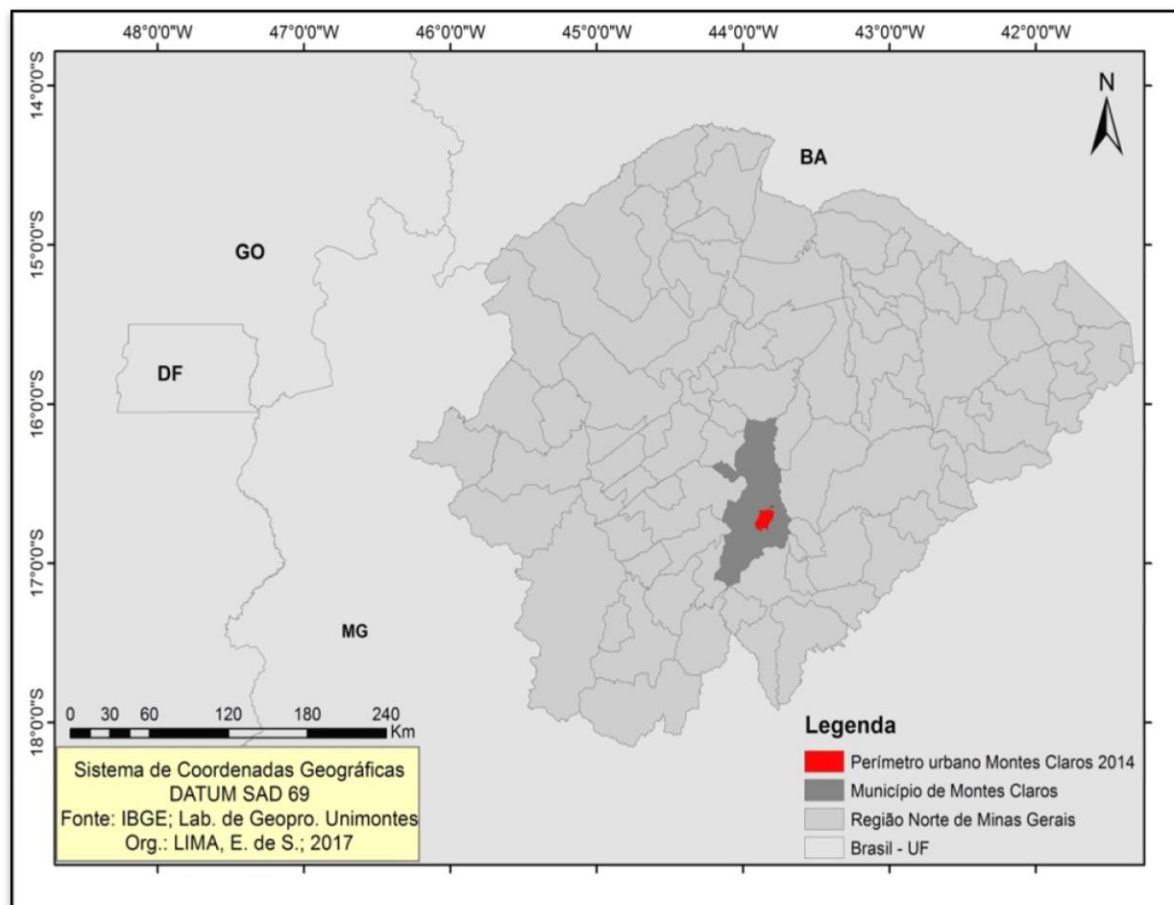 48°0'0"W 47°0'0"W 46°0'0"W 45°0'0"W 44°0'0"W 43°0'0"W 42°0'0"W
14°0'0"S
15°0'0"S
16°0'0"S
17°0'0"S
18°0'0"S
N
BA
GO
DF
MG
0 30 60 120 180 240
Km
Sistema de Coordenadas Geográficas
DATUM SAD 69
Fonte: IBGE; Lab. de Geopro. Unimontes
Org.: LIMA, E. de S.; 2017
Legenda
Perímetro urbano Montes Claros 2014
Município de Montes Claros
Região Norte de Minas Gerais
Brasil - UF